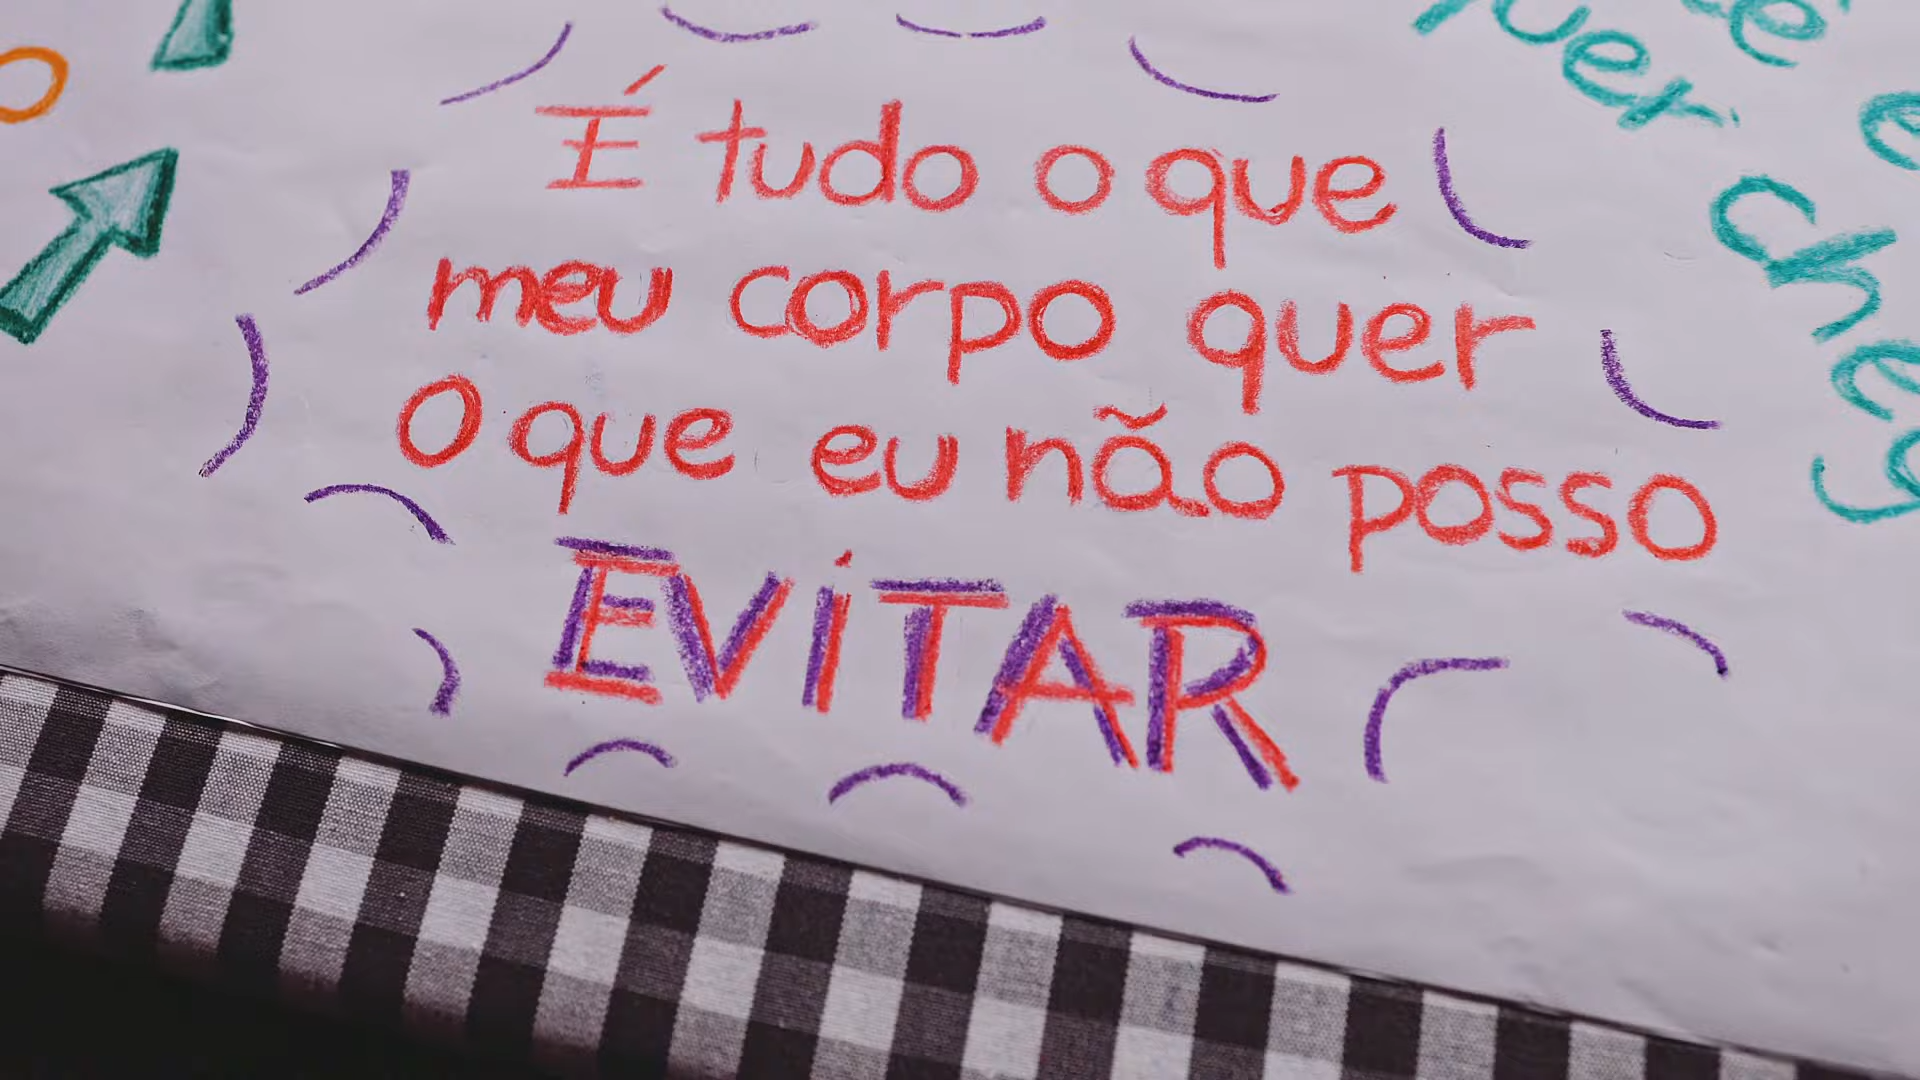 É tudo o que
meu corpo quer
O que eu não posso
EViTAR